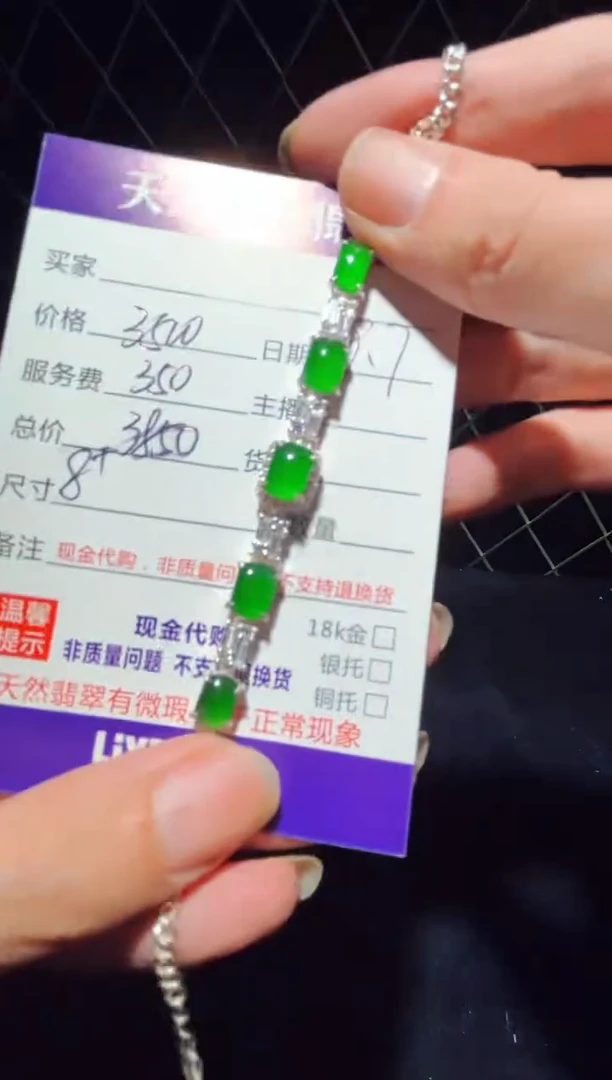 天
买家
价格 3500 日期 3.7
服务费 350 主播
总价 3850 货
尺寸 8+
量
备注 现金代购，非质量问 不支持退换货
温馨提示
现金代购 18k金
非质量问题 不支 退换货 银托
铜托
天然翡翠有微瑕 正常现象